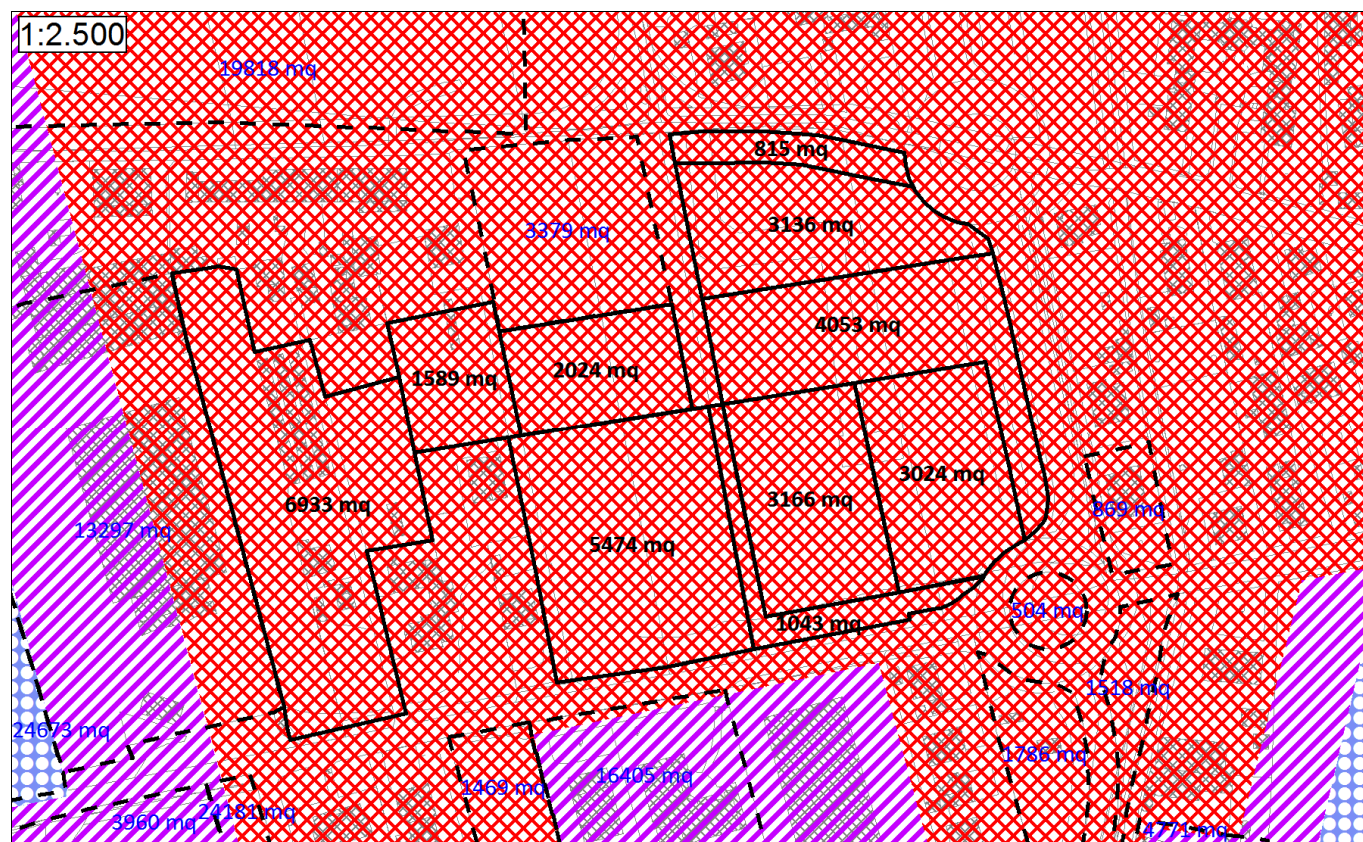 1:2.500
19818 mq
815 mq
3136 mq
3379 mq
4053 mq
2024 mq
1589 mq
3024 mq
3166 mq
6933 mq
869 mq
13297 mq
5474 mq
504 mq
1043 mq
1518 mq
24673 mq
1786 mq
16405 mq
1469 mq
24181 mq
3960 mq
4771 mq